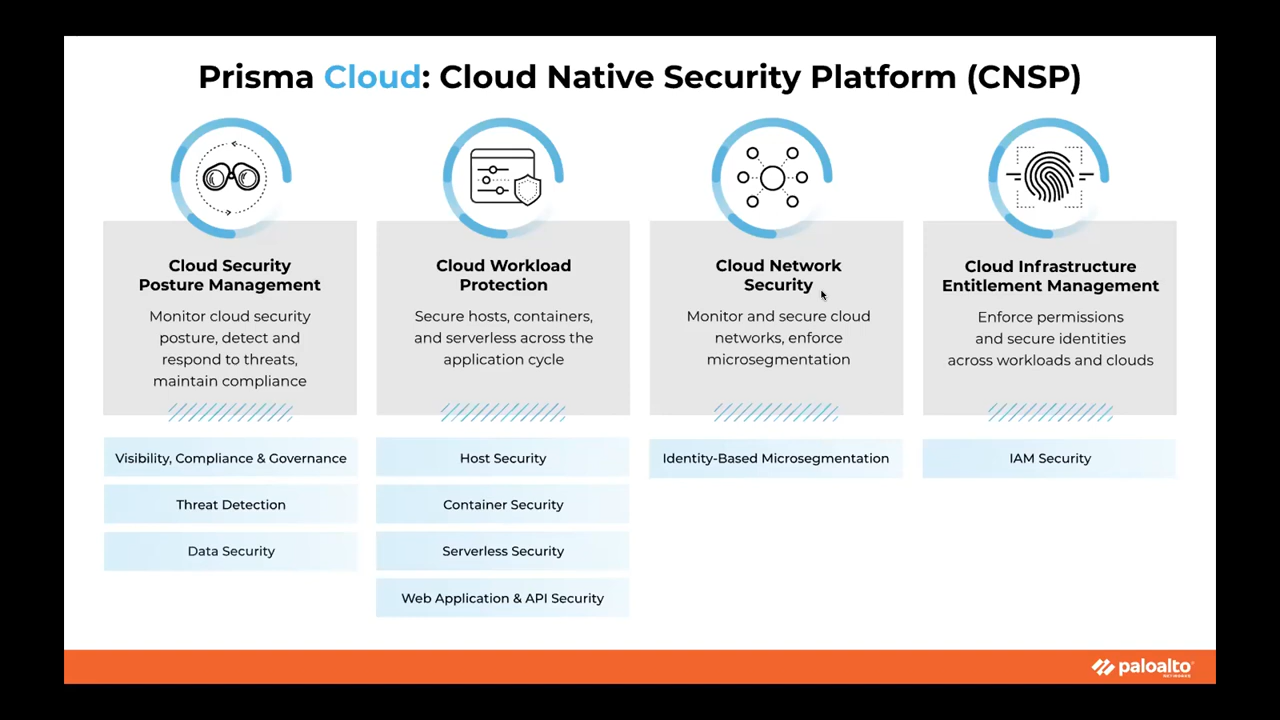 Prisma Cloud: Cloud Native Security Platform (CNSP)
Cloud Security
Posture Management
Monitor cloud security
posture, detect and
respond to threats,
maintain compliance
Visibility, Compliance & Governance
Threat Detection
Data Security
Cloud Workload
Protection
Secure hosts, containers,
and serverless across the
application cycle
Host Security
Container Security
Serverless Security
Web Application & API Security
Cloud Network
Security
Monitor and secure cloud
networks, enforce
microsegmentation
Identity-Based Microsegmentation
Cloud Infrastructure
Entitlement Management
Enforce permissions
and secure identities
across workloads and clouds
IAM Security
paloalto
NETWORKS